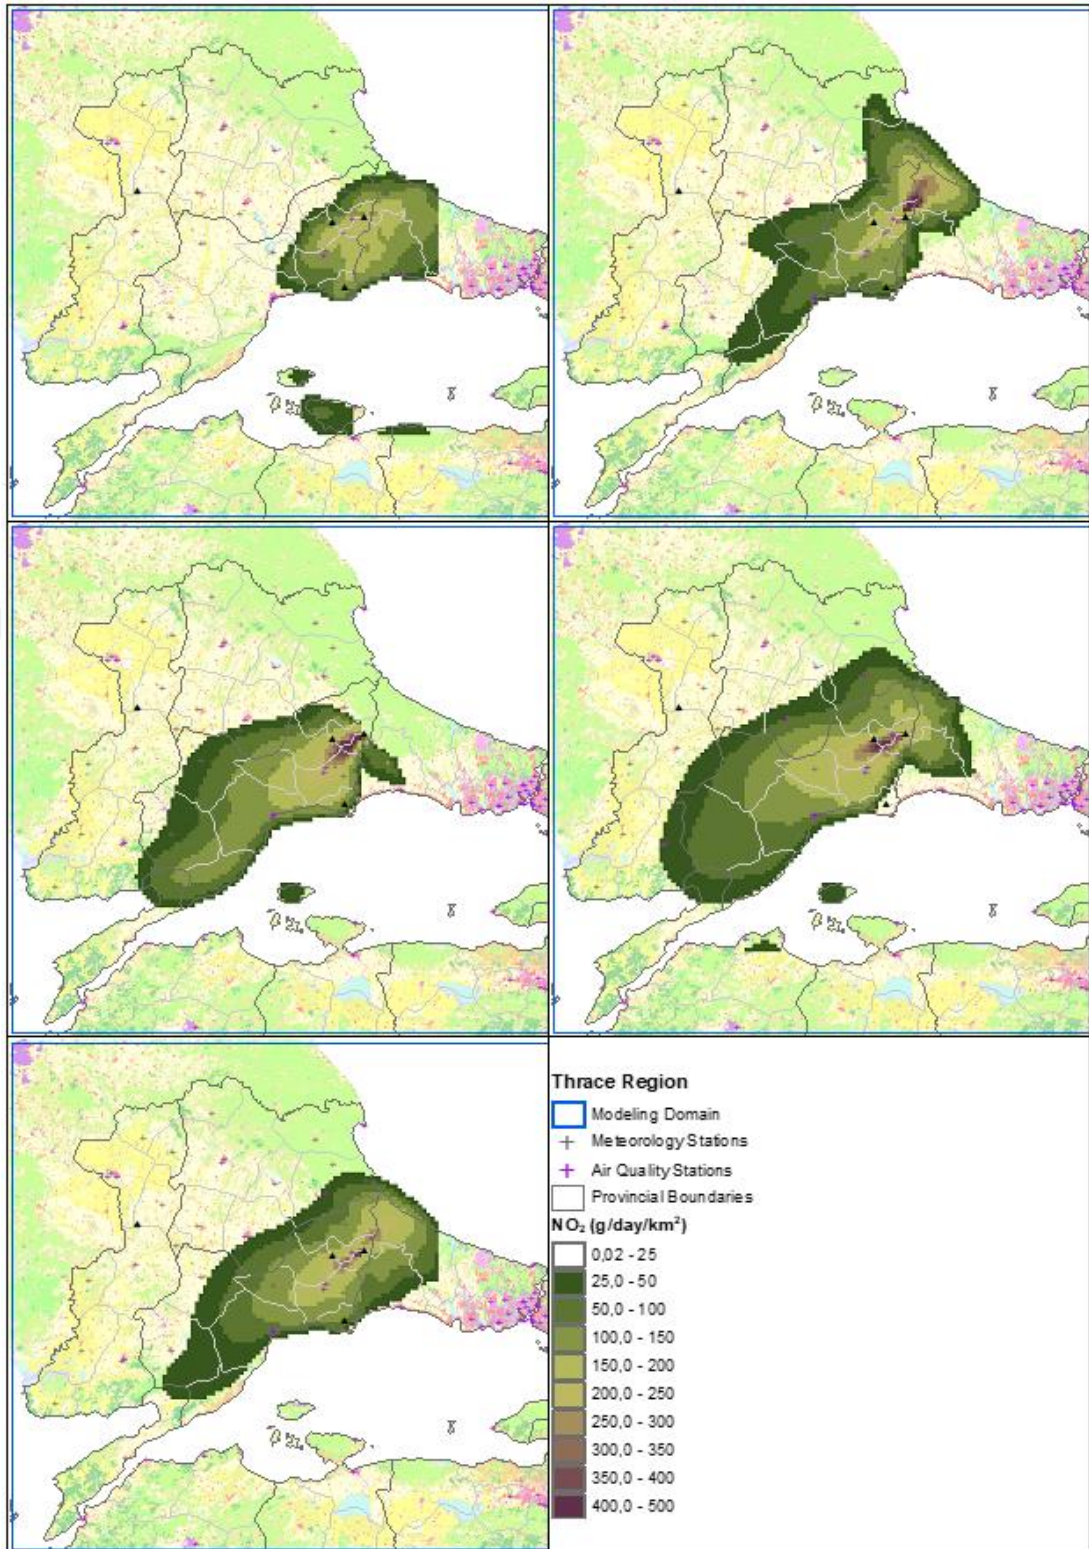 Thrace Region
Modeling Domain
Meteorology Stations
Air Quality Stations
Provincial Boundaries
NO₂ (g/day/km²)
0,02 - 25
25,0 - 50
50,0 - 100
100,0 - 150
150,0 - 200
200,0 - 250
250,0 - 300
300,0 - 350
350,0 - 400
400,0 - 500